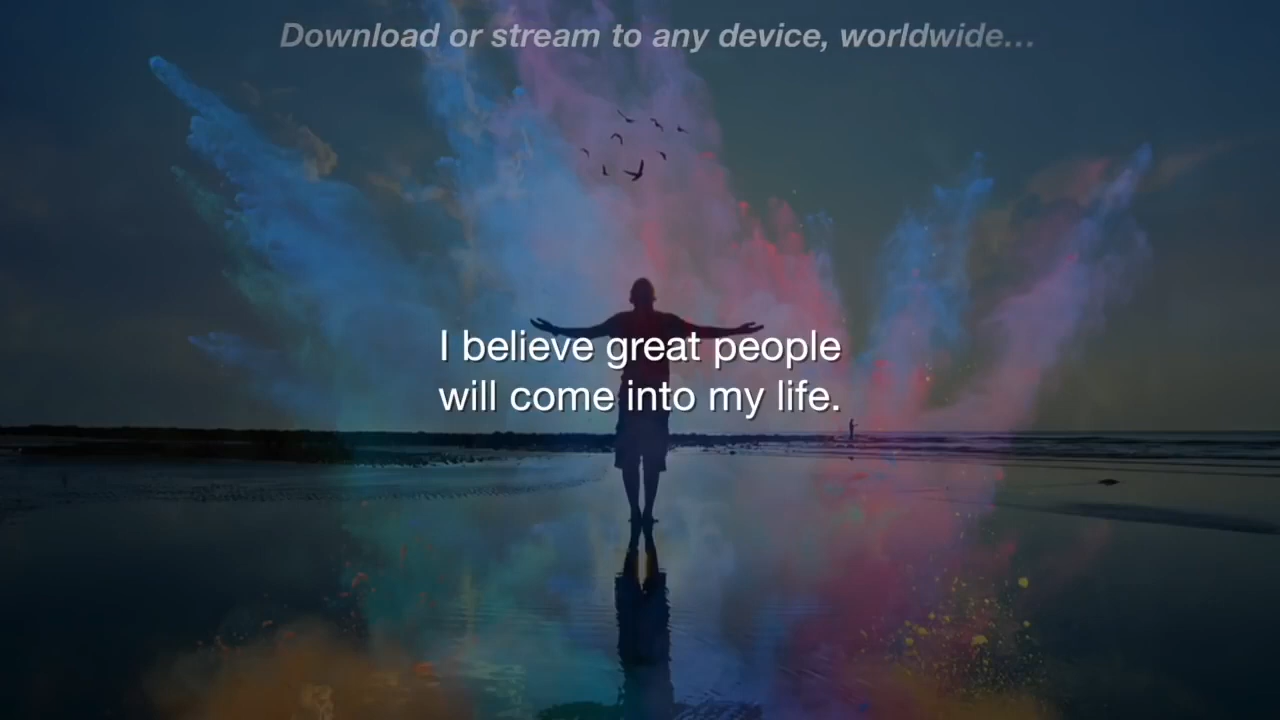 Download or stream to any device, worldwide...
I believe great people
will come into my life.